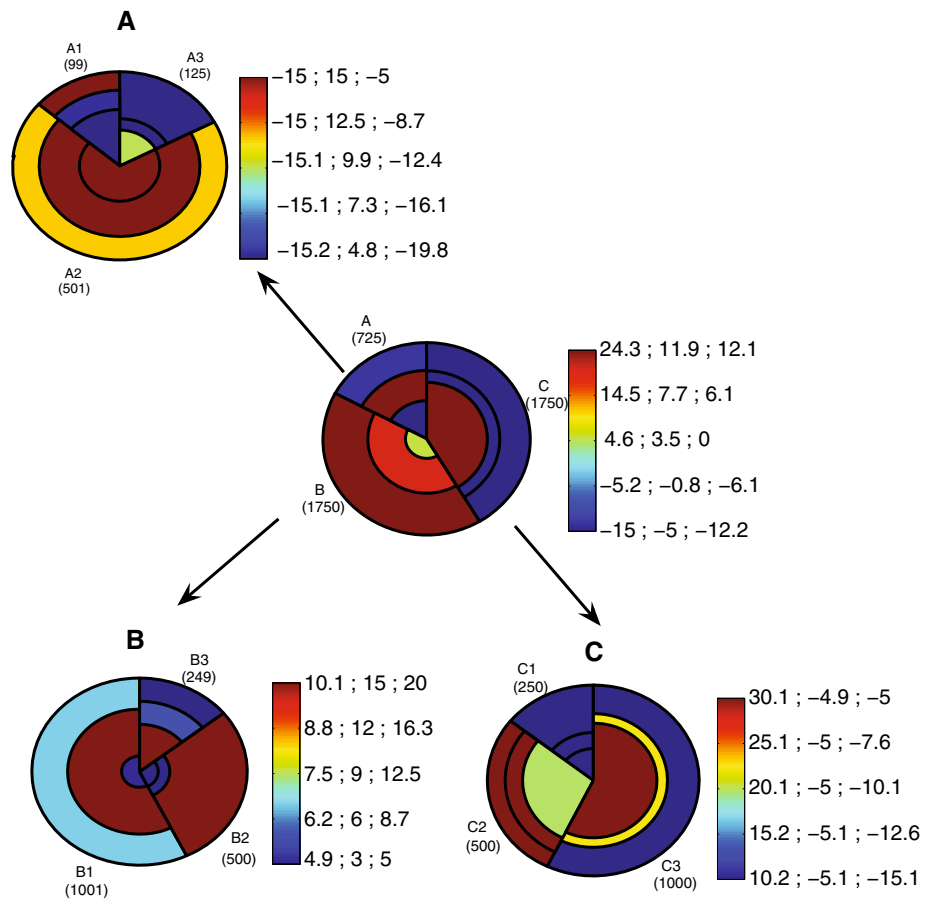 A
A1
(99)
A3
(125)
A2
(501)
−15 ; 15 ; −5
−15 ; 12.5 ; −8.7
−15.1 ; 9.9 ; −12.4
−15.1 ; 7.3 ; −16.1
−15.2 ; 4.8 ; −19.8
A
(725)
C
(1750)
B
(1750)
24.3 ; 11.9 ; 12.1
14.5 ; 7.7 ; 6.1
4.6 ; 3.5 ; 0
−5.2 ; −0.8 ; −6.1
−15 ; −5 ; −12.2
B
B3
(249)
B2
(500)
B1
(1001)
10.1 ; 15 ; 20
8.8 ; 12 ; 16.3
7.5 ; 9 ; 12.5
6.2 ; 6 ; 8.7
4.9 ; 3 ; 5
C
C1
(250)
C2
(500)
C3
(1000)
30.1 ; −4.9 ; −5
25.1 ; −5 ; −7.6
20.1 ; −5 ; −10.1
15.2 ; −5.1 ; −12.6
10.2 ; −5.1 ; −15.1